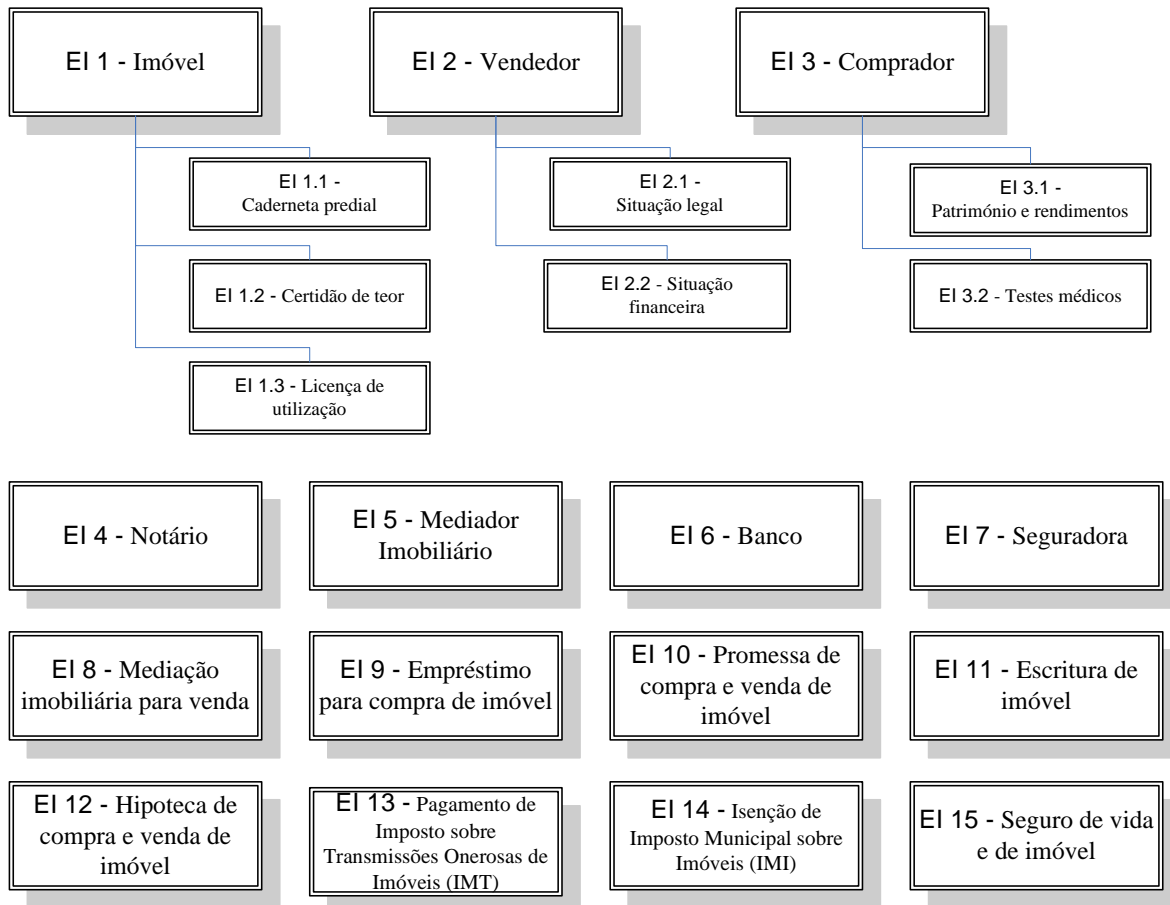 EI 1 - Imóvel
EI 2 - Vendedor
EI 3 - Comprador
EI 1.1 -
Caderneta predial
EI 2.1 -
Situação legal
EI 3.1 -
Património e rendimentos
EI 1.2 - Certidão de teor
EI 2.2 - Situação
financeira
EI 3.2 - Testes médicos
EI 1.3 - Licença de
utilização
EI 4 - Notário
EI 5 - Mediador
Imobiliário
EI 6 - Banco
EI 7 - Seguradora
EI 8 - Mediação
imobiliária para venda
EI 9 - Empréstimo
para compra de imóvel
EI 10 - Promessa de
compra e venda de
imóvel
EI 11 - Escritura de
imóvel
EI 12 - Hipoteca de
compra e venda de
imóvel
EI 13 - Pagamento de
Imposto sobre
Transmissões Onerosas de
Imóveis (IMT)
EI 14 - Isenção de
Imposto Municipal sobre
Imóveis (IMI)
EI 15 - Seguro de vida
e de imóvel